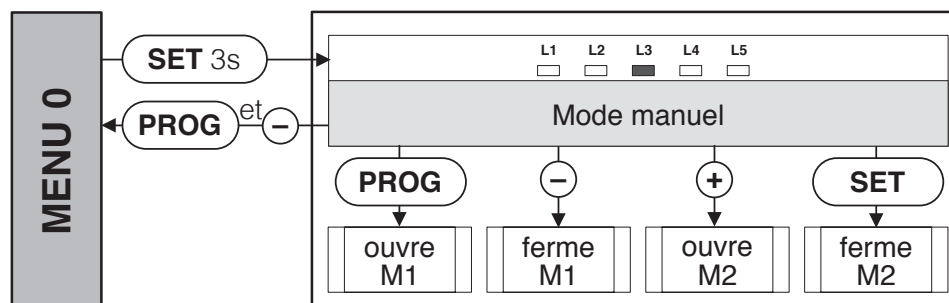 MENU 0
SET 3s
PROG et −
L1 L2 L3 L4 L5
Mode manuel
PROG − + SET
ouvre M1
ferme M1
ouvre M2
ferme M2